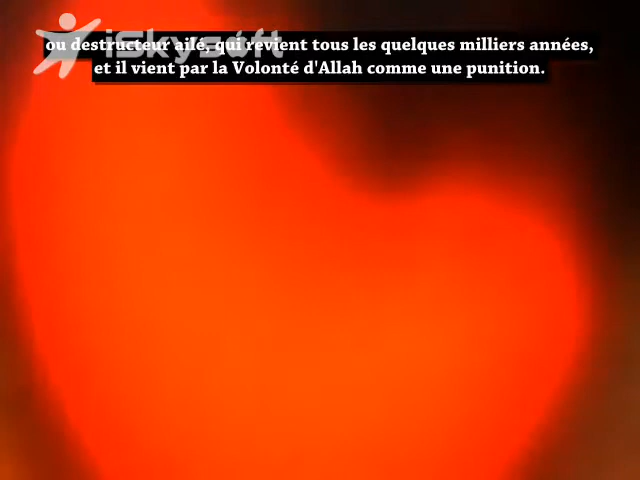 iSkysoft
ou destructeur ailé, qui revient tous les quelques milliers années,
et il vient par la Volonté d'Allah comme une punition.